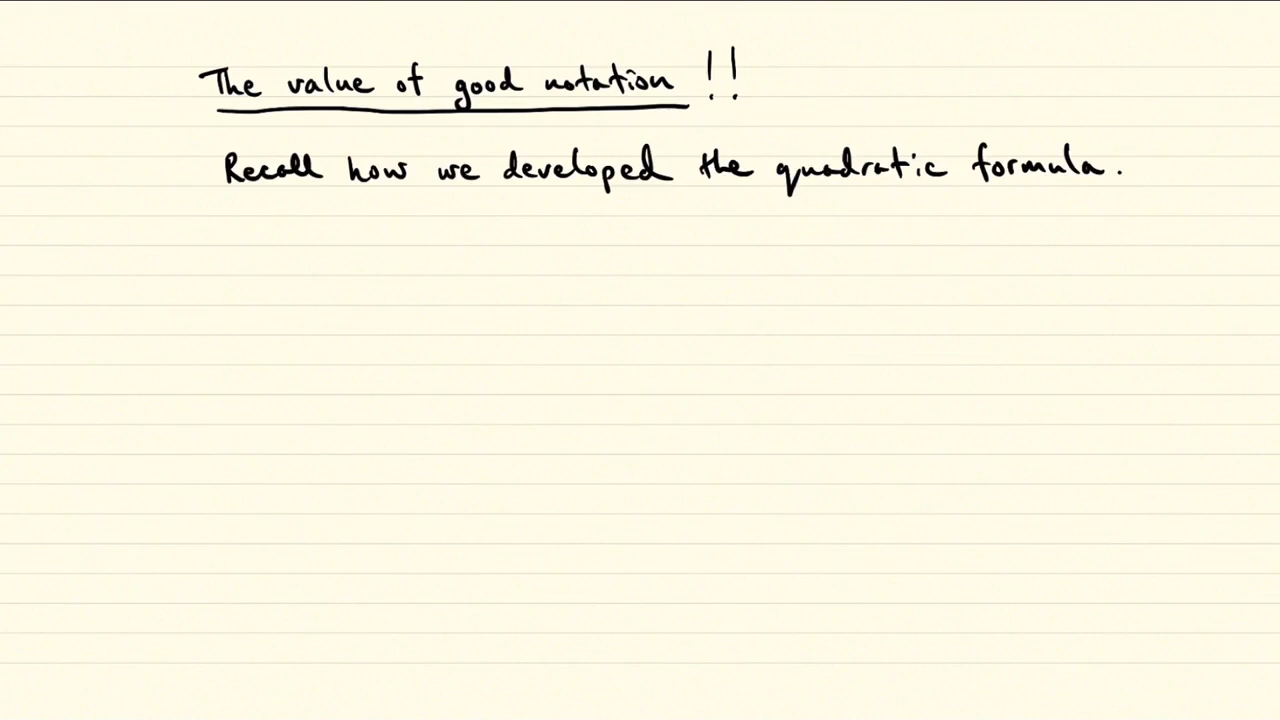 The value of good notation !!
Recall how we developed the quadratic formula.